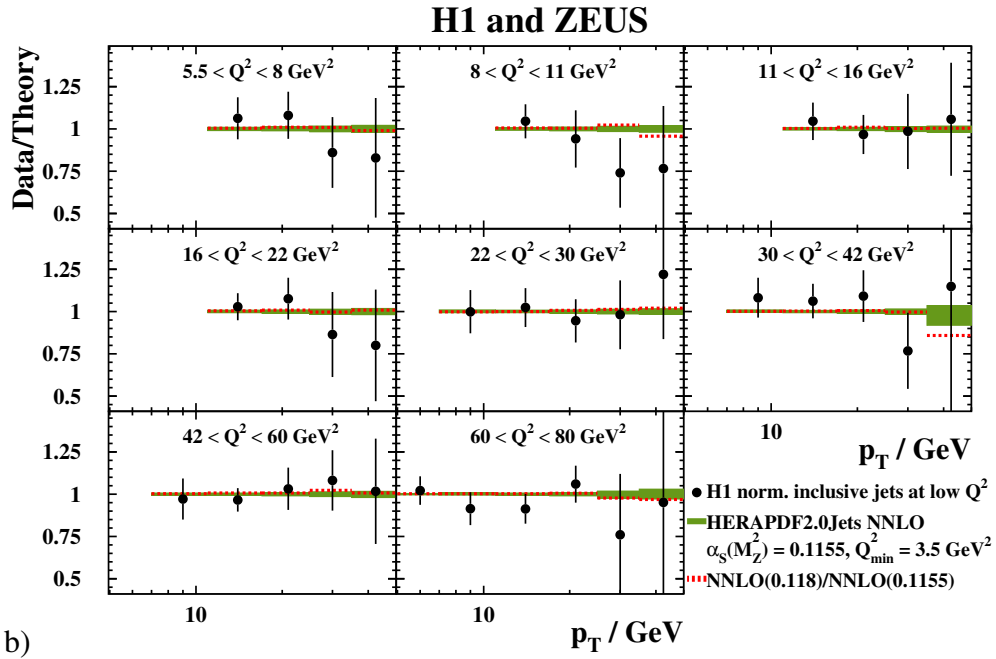 H1 and ZEUS
Data/Theory
5.5 < Q² < 8 GeV²
8 < Q² < 11 GeV²
11 < Q² < 16 GeV²
1.25
1
0.75
0.5
16 < Q² < 22 GeV²
22 < Q² < 30 GeV²
30 < Q² < 42 GeV²
1.25
1
0.75
0.5
10
p_T / GeV
42 < Q² < 60 GeV²
60 < Q² < 80 GeV²
1.25
1
0.75
0.5
10
10
p_T / GeV
H1 norm. inclusive jets at low Q²
HERAPDF2.0Jets NNLO
α_S(M_Z²) = 0.1155, Q²_min = 3.5 GeV²
NNLO(0.118)/NNLO(0.1155)
b)